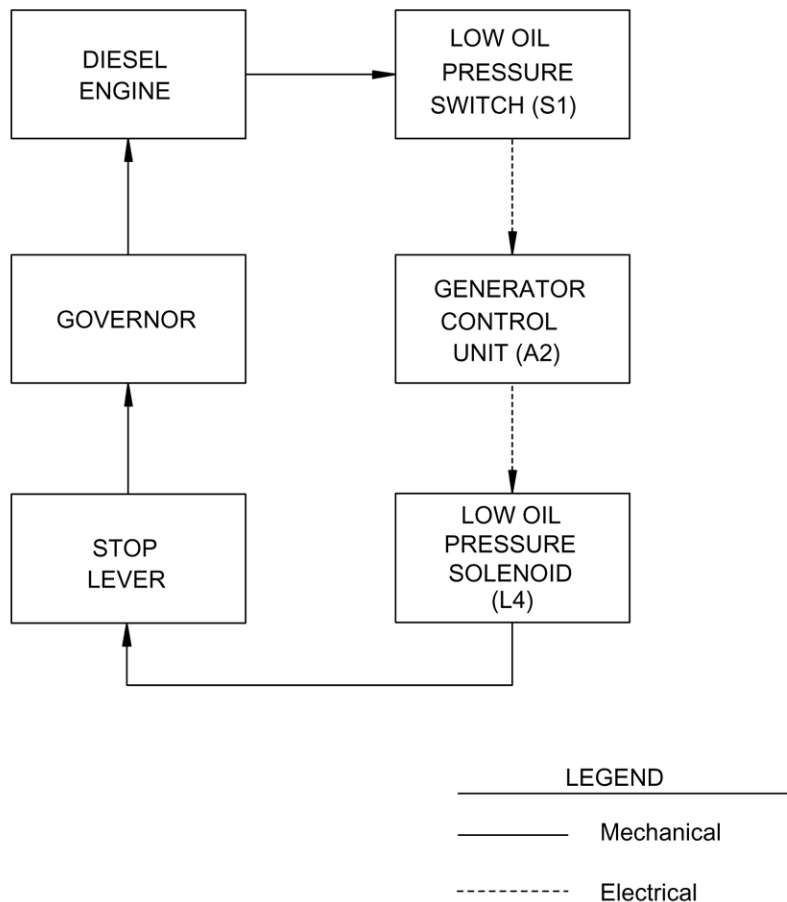 DIESEL
ENGINE
LOW OIL
PRESSURE
SWITCH (S1)
GOVERNOR
GENERATOR
CONTROL
UNIT (A2)
STOP
LEVER
LOW OIL
PRESSURE
SOLENOID
(L4)
LEGEND
Mechanical
Electrical